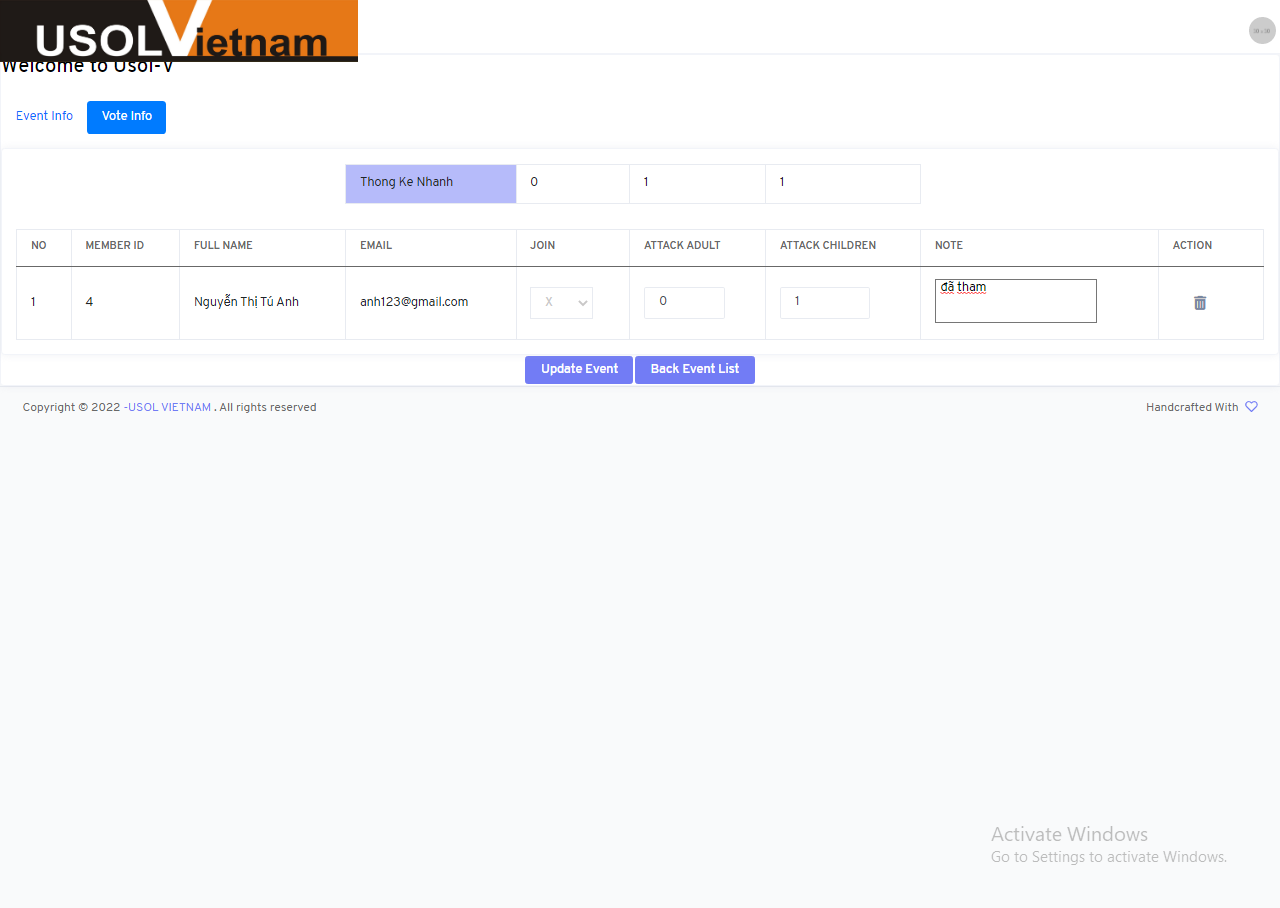 USOLVietnam
Welcome to Usol-V
Event Info Vote Info
Thong Ke Nhanh 0 1 1
NO MEMBER ID FULL NAME EMAIL JOIN ATTACK ADULT ATTACK CHILDREN NOTE ACTION
1 4 Nguyễn Thị Tú Anh anh123@gmail.com X 0 1 đã tham
Update Event Back Event List
Copyright © 2022 -USOL VIETNAM . All rights reserved Handcrafted With
Activate Windows
Go to Settings to activate Windows.